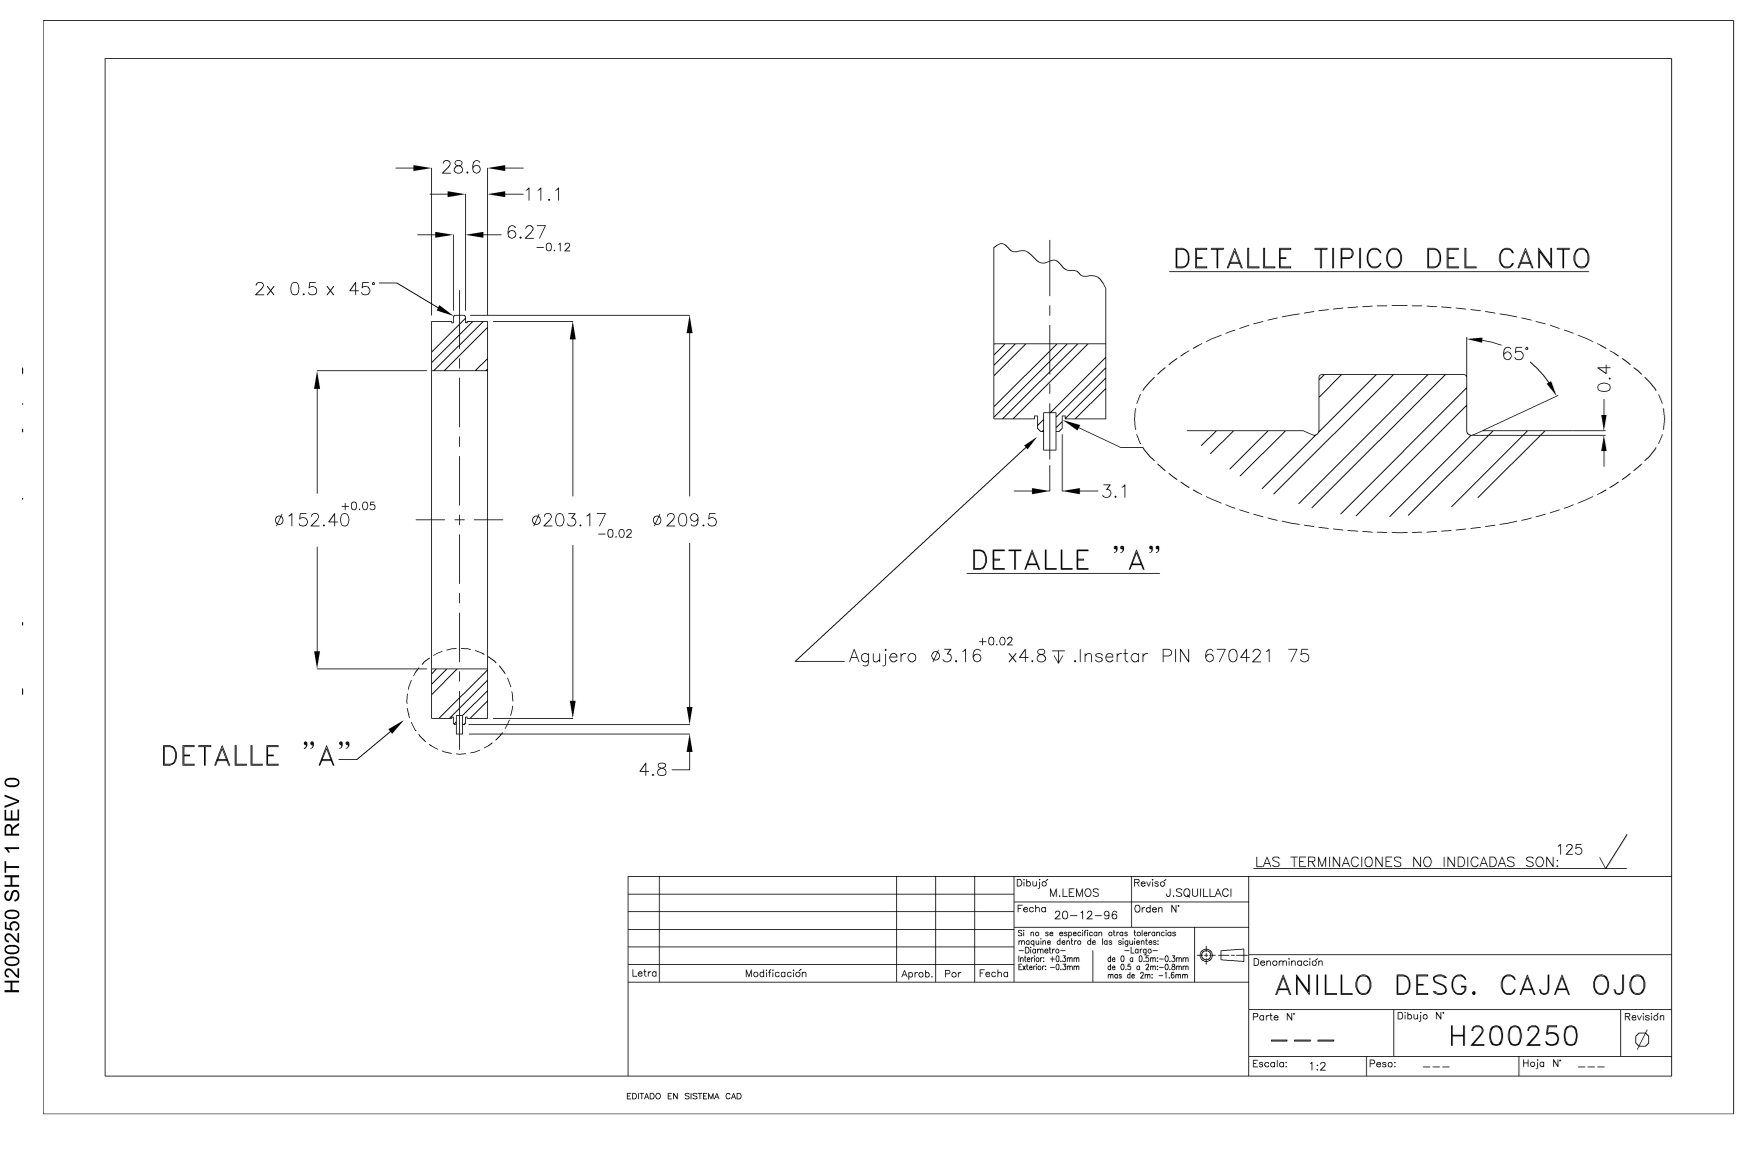 28.6
11.1
6.27
-0.12
2x 0.5 x 45°
DETALLE TIPICO DEL CANTO
65°
0.4
3.1
+0.05
ø152.40
ø203.17
-0.02
ø209.5
DETALLE "A"
+0.02
Agujero ø3.16 x4.8 ↧ .Insertar PIN 670421 75
DETALLE "A"
4.8
H200250 SHT 1 REV 0
LAS TERMINACIONES NO INDICADAS SON: 125
Dibujó M.LEMOS
Revisó J.SQUILLACI
Fecha 20-12-96
Orden N°
Si no se especifican otras tolerancias
maquine dentro de las siguientes:
-Diametro- -Largo-
Interior: +0.3mm de 0 a 0.5m:-0.3mm
Exterior: -0.3mm de 0.5 a 2m:-0.8mm
mas de 2m: -1.6mm
Letra Modificación Aprob. Por Fecha
Denominación
ANILLO DESG. CAJA OJO
Parte N° ---
Dibujo N° H200250
Revisión Ø
Escala: 1:2
Peso: ---
Hoja N° ---
EDITADO EN SISTEMA CAD